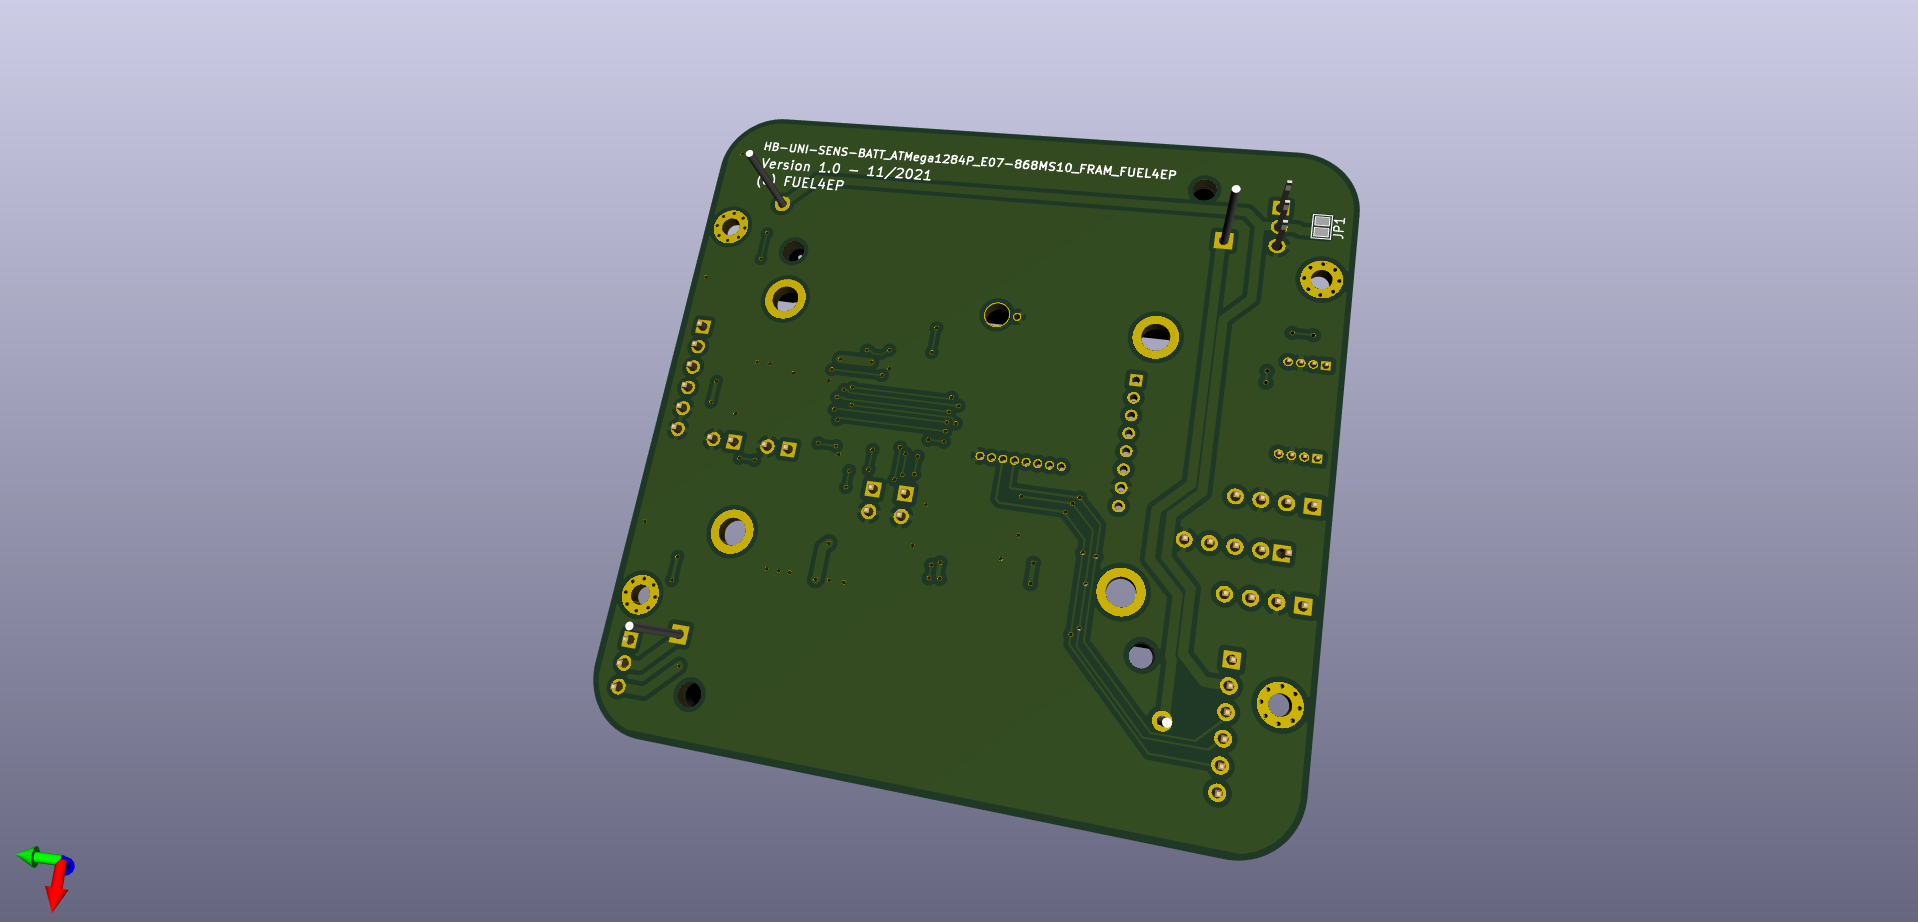 HB-UNI-SENS-BATT_ATMega1284P_E07-868MS10_FRAM_FUEL4EP
Version 1.0 - 11/2021
(c) FUEL4EP
JP1